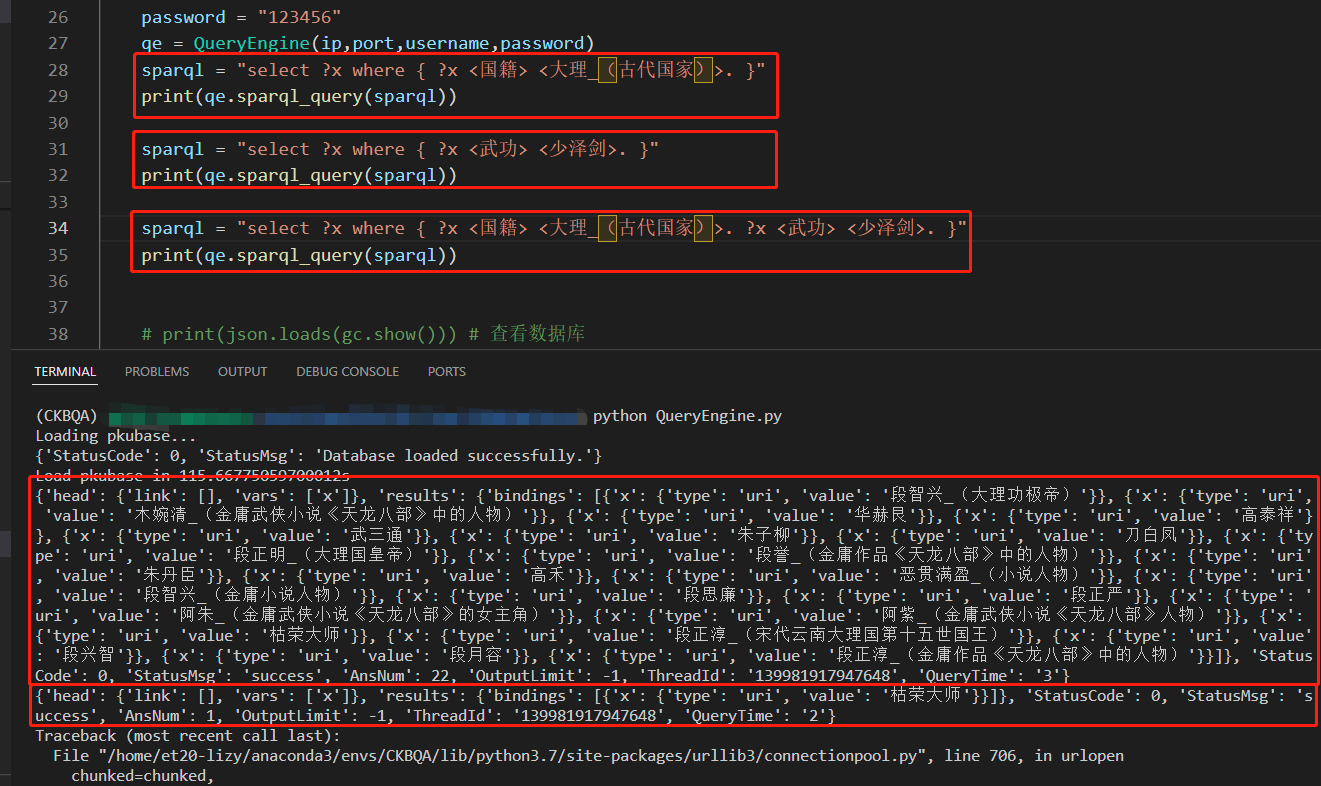 26 password = "123456"
27 qe = QueryEngine(ip,port,username,password)
28 sparql = "select ?x where { ?x <国籍> <大理_（古代国家）>. }"
29 print(qe.sparql_query(sparql))
30
31 sparql = "select ?x where { ?x <武功> <少泽剑>. }"
32 print(qe.sparql_query(sparql))
33
34 sparql = "select ?x where { ?x <国籍> <大理_（古代国家）>. ?x <武功> <少泽剑>. }"
35 print(qe.sparql_query(sparql))
36
37
38 # print(json.loads(gc.show())) # 查看数据库
TERMINAL PROBLEMS OUTPUT DEBUG CONSOLE PORTS
(CKBQA) python QueryEngine.py
Loading pkubase...
{'StatusCode': 0, 'StatusMsg': 'Database loaded successfully.'}
Load pkubase in 115.66775059700012s
{'head': {'link': [], 'vars': ['x']}, 'results': {'bindings': [{'x': {'type': 'uri', 'value': '段智兴_（大理功极帝）'}}, {'x': {'type': 'uri',
'value': '木婉清_（金庸武侠小说《天龙八部》中的人物）'}}, {'x': {'type': 'uri', 'value': '华赫艮'}}, {'x': {'type': 'uri', 'value': '高泰祥'}
}, {'x': {'type': 'uri', 'value': '武三通'}}, {'x': {'type': 'uri', 'value': '朱子柳'}}, {'x': {'type': 'uri', 'value': '刀白凤'}}, {'x': {'ty
pe': 'uri', 'value': '段正明_（大理国皇帝）'}}, {'x': {'type': 'uri', 'value': '段誉_（金庸作品《天龙八部》中的人物）'}}, {'x': {'type': 'uri'
, 'value': '朱丹臣'}}, {'x': {'type': 'uri', 'value': '高禾'}}, {'x': {'type': 'uri', 'value': '恶贯满盈_（小说人物）'}}, {'x': {'type': 'uri'
, 'value': '段智兴_（金庸小说人物）'}}, {'x': {'type': 'uri', 'value': '段思廉'}}, {'x': {'type': 'uri', 'value': '段正严'}}, {'x': {'type': '
uri', 'value': '阿朱_（金庸武侠小说《天龙八部》的女主角）'}}, {'x': {'type': 'uri', 'value': '阿紫_（金庸武侠小说《天龙八部》人物）'}}, {'x':
{'type': 'uri', 'value': '枯荣大师'}}, {'x': {'type': 'uri', 'value': '段正淳_（宋代云南大理国第十五世国王）'}}, {'x': {'type': 'uri', 'value':
'段兴智'}}, {'x': {'type': 'uri', 'value': '段月容'}}, {'x': {'type': 'uri', 'value': '段正淳_（金庸作品《天龙八部》中的人物）'}}]}, 'Status
Code': 0, 'StatusMsg': 'success', 'AnsNum': 22, 'OutputLimit': -1, 'ThreadId': '139981917947648', 'QueryTime': '3'}
{'head': {'link': [], 'vars': ['x']}, 'results': {'bindings': [{'x': {'type': 'uri', 'value': '枯荣大师'}}]}, 'StatusCode': 0, 'StatusMsg': 's
uccess', 'AnsNum': 1, 'OutputLimit': -1, 'ThreadId': '139981917947648', 'QueryTime': '2'}
Traceback (most recent call last):
File "/home/et20-lizy/anaconda3/envs/CKBQA/lib/python3.7/site-packages/urllib3/connectionpool.py", line 706, in urlopen
chunked=chunked,